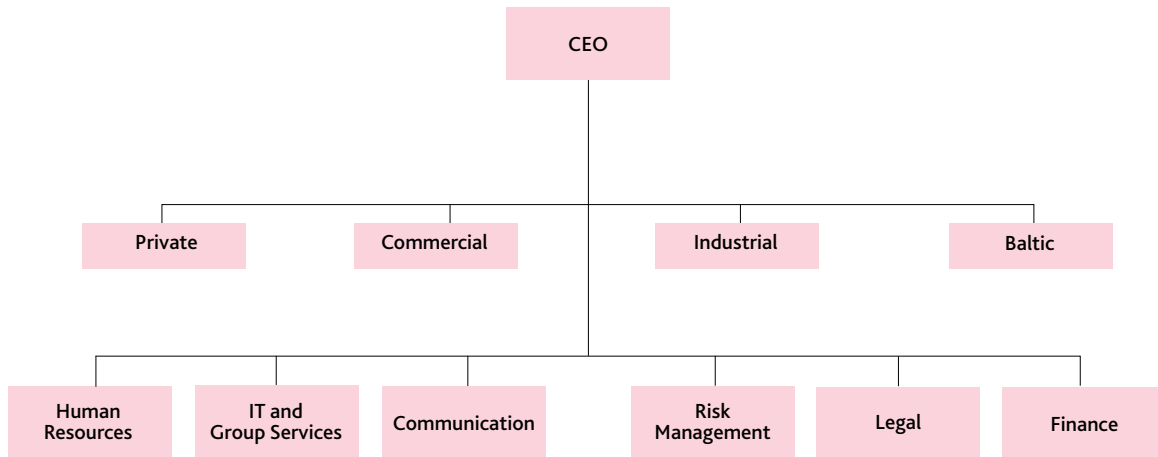 CEO
Private
Commercial
Industrial
Baltic
Human
Resources
IT and
Group Services
Communication
Risk
Management
Legal
Finance